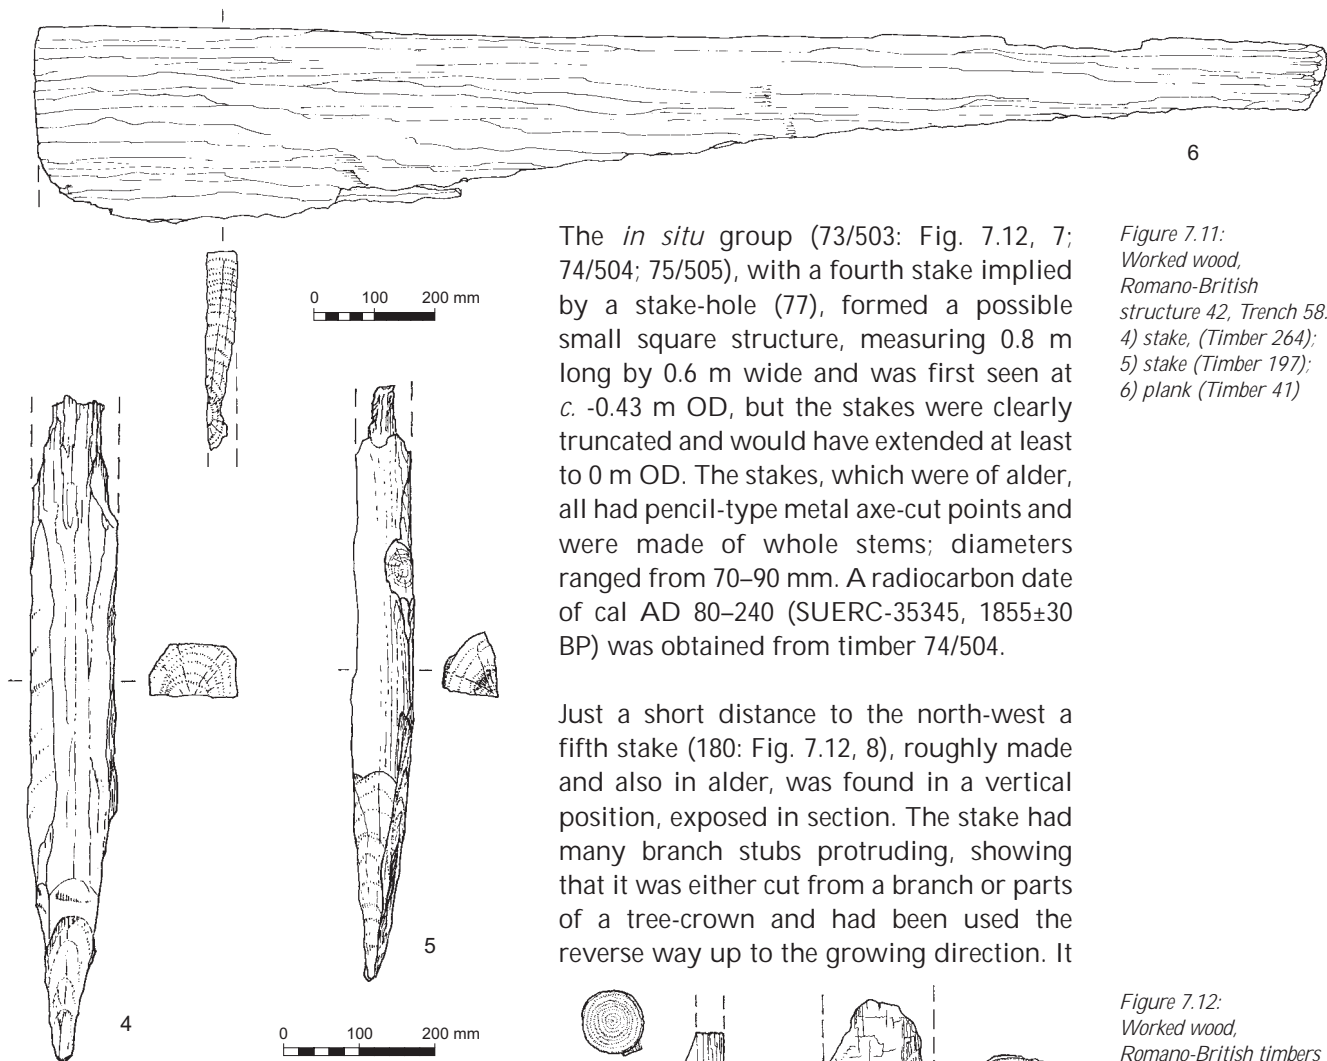 6
0 100 200 mm
4
5
0 100 200 mm
The in situ group (73/503: Fig. 7.12, 7;
74/504; 75/505), with a fourth stake implied
by a stake-hole (77), formed a possible
small square structure, measuring 0.8 m
long by 0.6 m wide and was first seen at
c. -0.43 m OD, but the stakes were clearly
truncated and would have extended at least
to 0 m OD. The stakes, which were of alder,
all had pencil-type metal axe-cut points and
were made of whole stems; diameters
ranged from 70–90 mm. A radiocarbon date
of cal AD 80–240 (SUERC-35345, 1855±30
BP) was obtained from timber 74/504.
Just a short distance to the north-west a
fifth stake (180: Fig. 7.12, 8), roughly made
and also in alder, was found in a vertical
position, exposed in section. The stake had
many branch stubs protruding, showing
that it was either cut from a branch or parts
of a tree-crown and had been used the
reverse way up to the growing direction. It
Figure 7.11:
Worked wood,
Romano-British
structure 42, Trench 58.
4) stake, (Timber 264);
5) stake (Timber 197);
6) plank (Timber 41)
Figure 7.12:
Worked wood,
Romano-British timbers